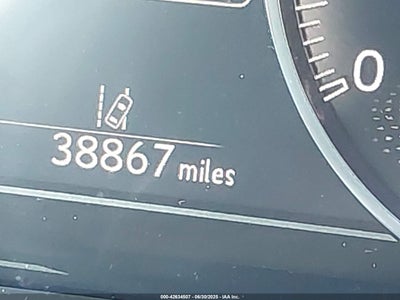 0
38867 miles
000-42634507 - 06/30/2025 - IAA Inc.